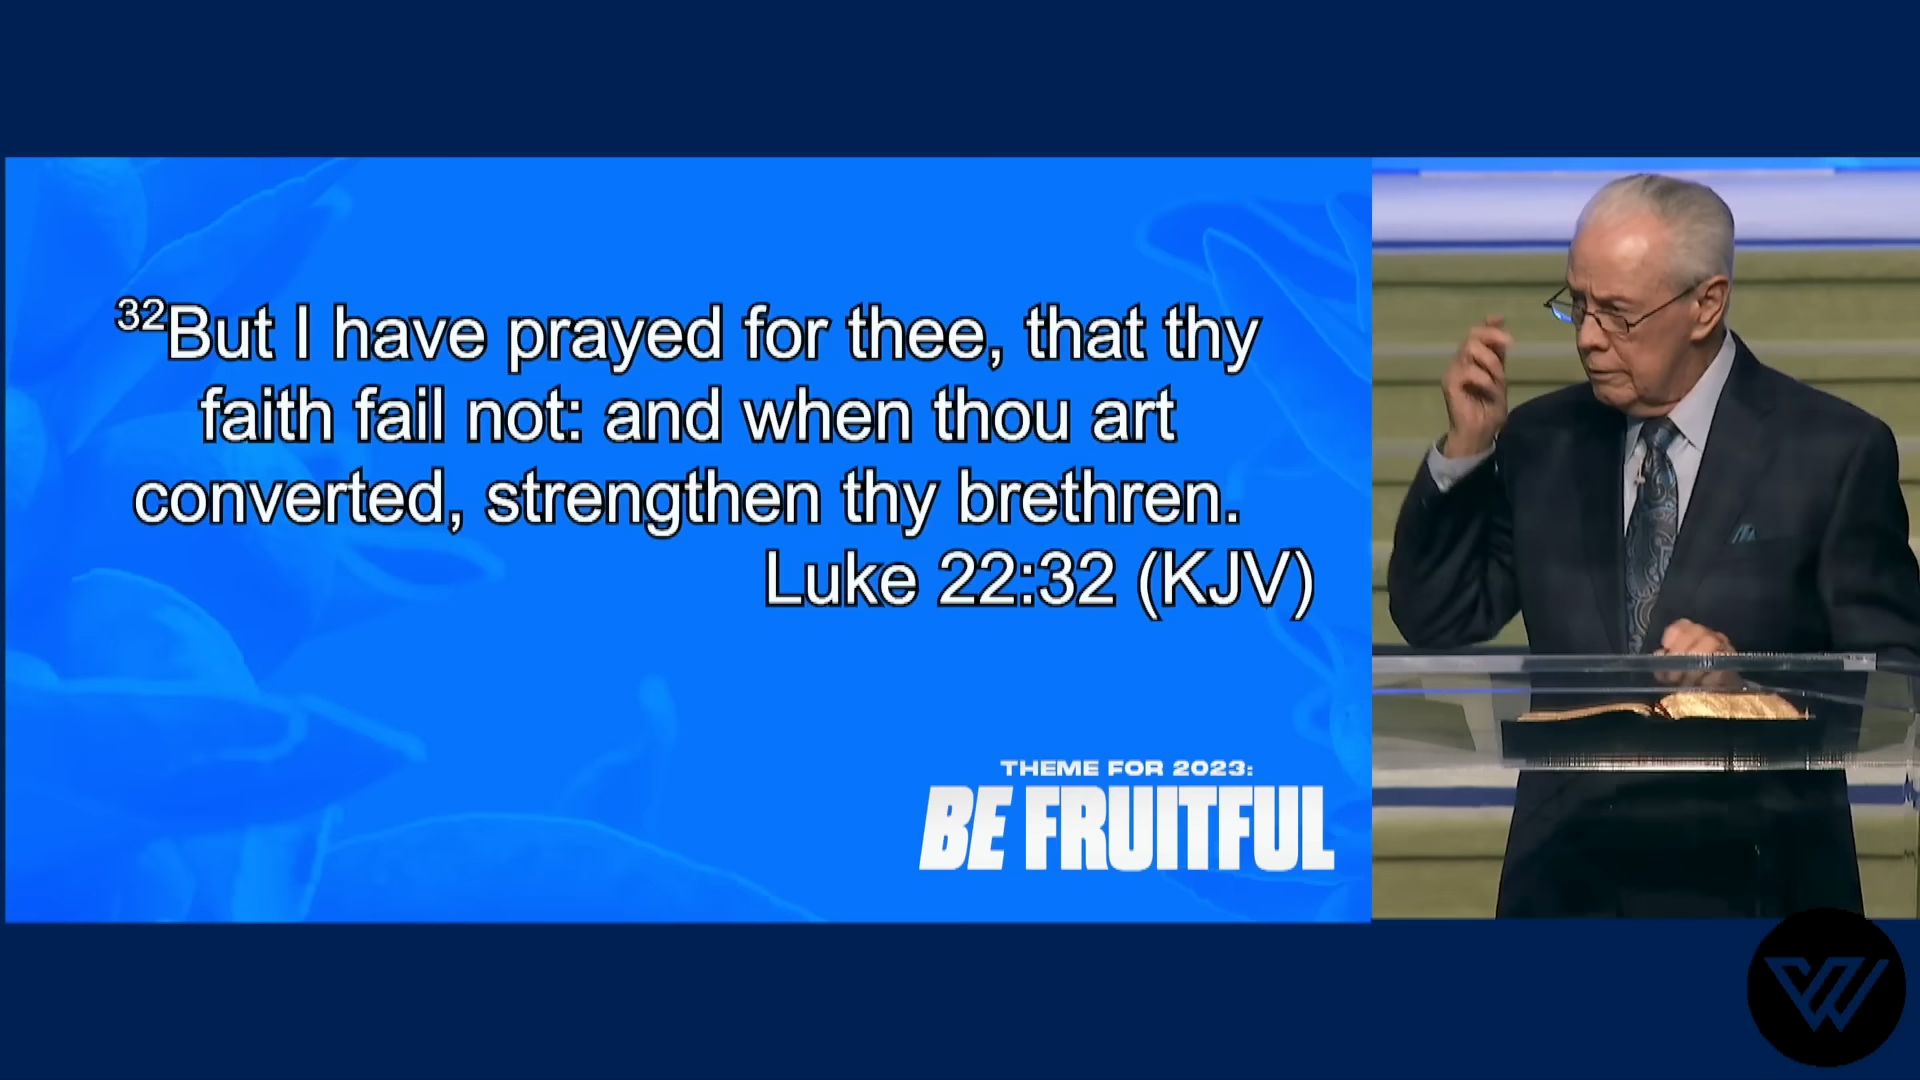 32But I have prayed for thee, that thy
faith fail not: and when thou art
converted, strengthen thy brethren.
Luke 22:32 (KJV)
THEME FOR 2023:
BE FRUITFUL